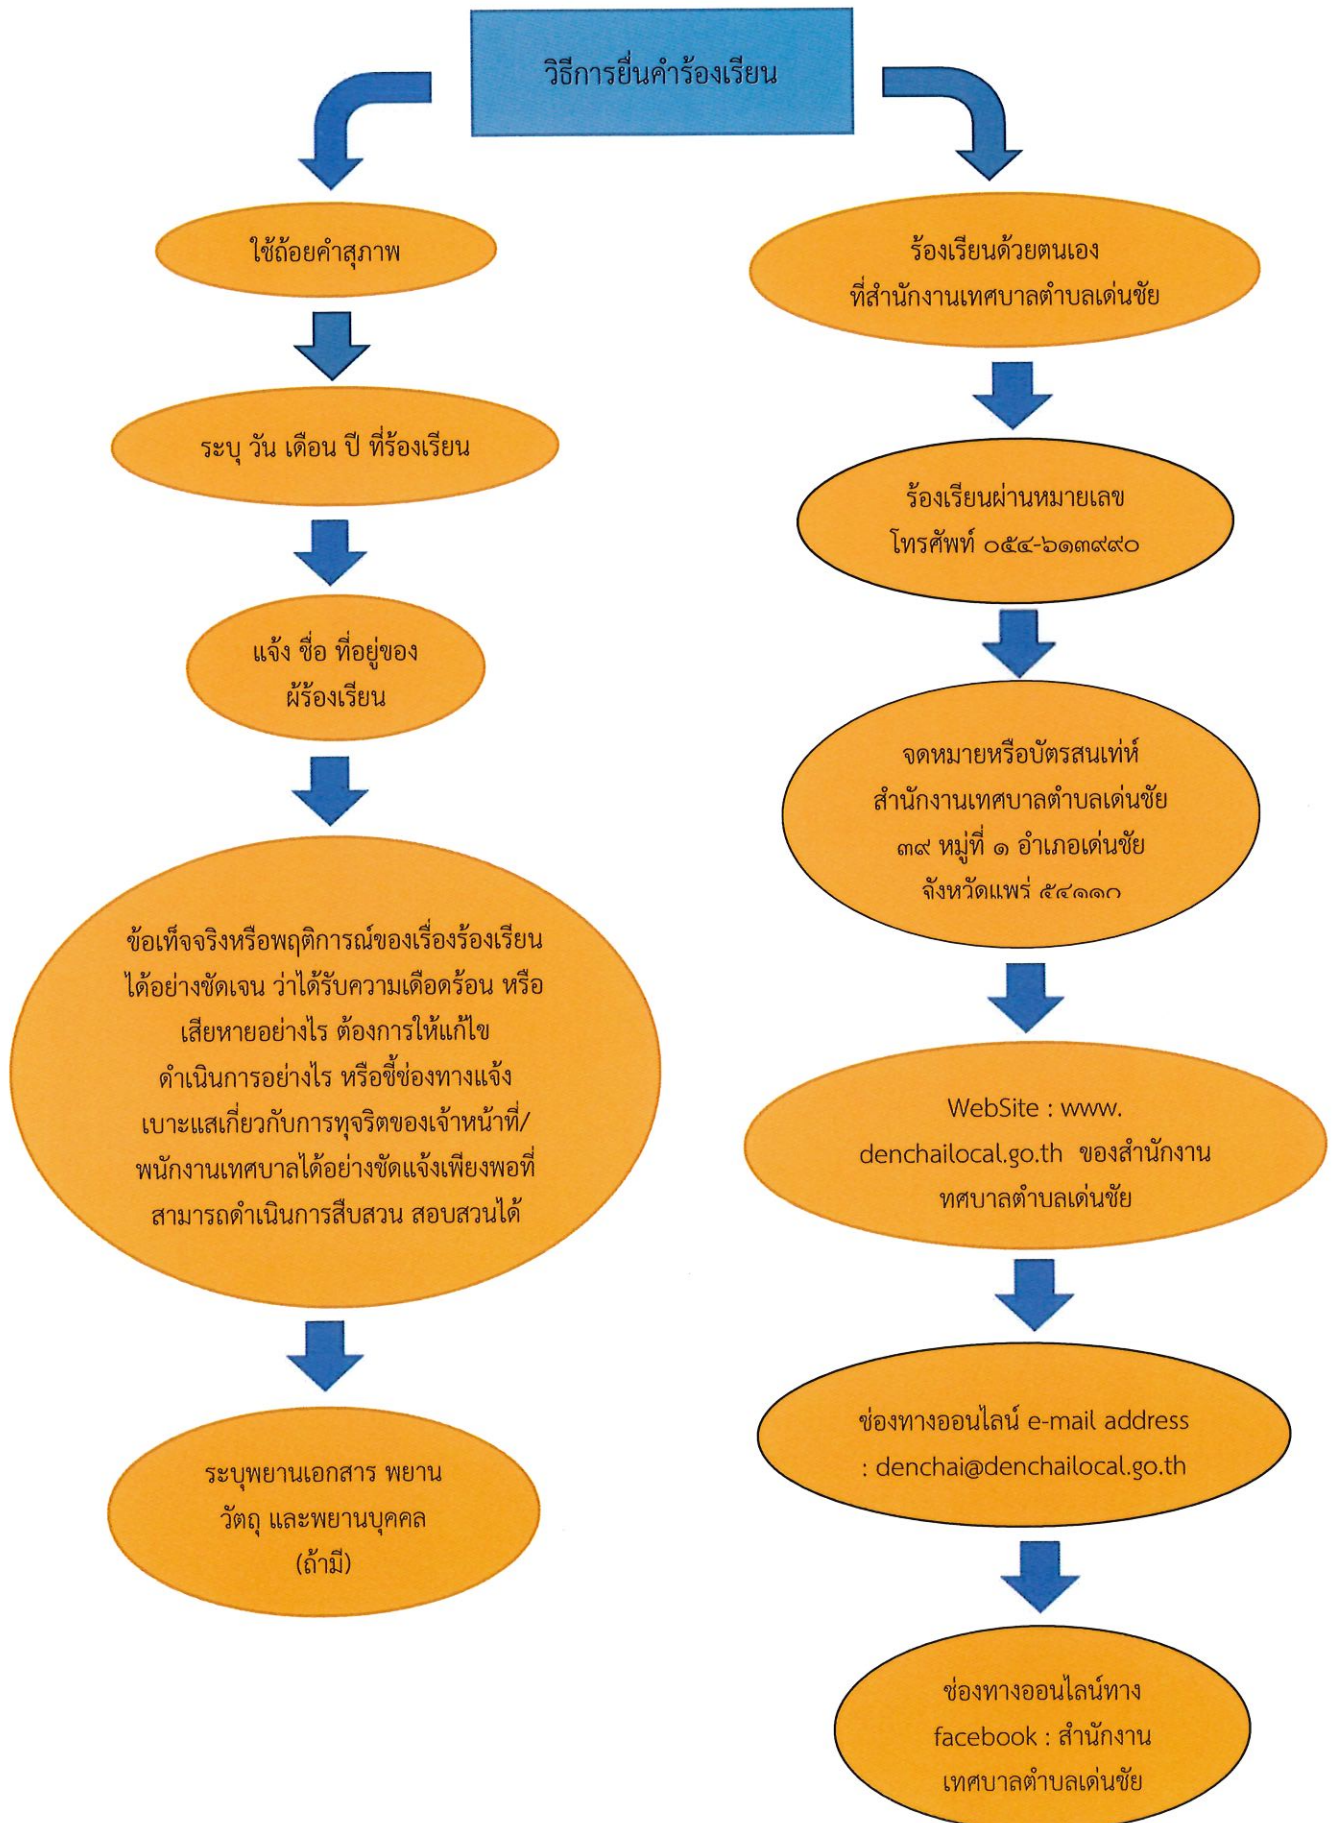 วิธีการยื่นคำร้องเรียน
ใช้ถ้อยคำสุภาพ
ระบุ วัน เดือน ปี ที่ร้องเรียน
แจ้ง ชื่อ ที่อยู่ของ
ผู้ร้องเรียน
ข้อเท็จจริงหรือพฤติการณ์ของเรื่องร้องเรียน
ได้อย่างชัดเจน ว่าได้รับความเดือดร้อน หรือ
เสียหายอย่างไร ต้องการให้แก้ไข
ดำเนินการอย่างไร หรือชี้ช่องทางแจ้ง
เบาะแสเกี่ยวกับการทุจริตของเจ้าหน้าที่/
พนักงานเทศบาลได้อย่างชัดแจ้งเพียงพอที่
สามารถดำเนินการสืบสวน สอบสวนได้
ระบุพยานเอกสาร พยาน
วัตถุ และพยานบุคคล
(ถ้ามี)
ร้องเรียนด้วยตนเอง
ที่สำนักงานเทศบาลตำบลเด่นชัย
ร้องเรียนผ่านหมายเลข
โทรศัพท์ ๐๕๔-๖๑๓๙๙๐
จดหมายหรือบัตรสนเท่ห์
สำนักงานเทศบาลตำบลเด่นชัย
๓๙ หมู่ที่ ๑ อำเภอเด่นชัย
จังหวัดแพร่ ๕๔๑๑๐
WebSite : www.
denchailocal.go.th ของสำนักงาน
ทศบาลตำบลเด่นชัย
ช่องทางออนไลน์ e-mail address
: denchai@denchailocal.go.th
ช่องทางออนไลน์ทาง
facebook : สำนักงาน
เทศบาลตำบลเด่นชัย